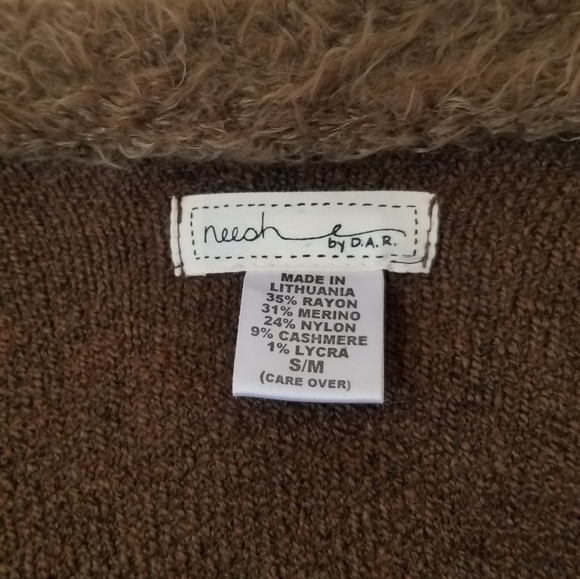 neesh
by D.A.R.
MADE IN
LITHUANIA
35% RAYON
31% MERINO
24% NYLON
9% CASHMERE
1% LYCRA
S/M
(CARE OVER)